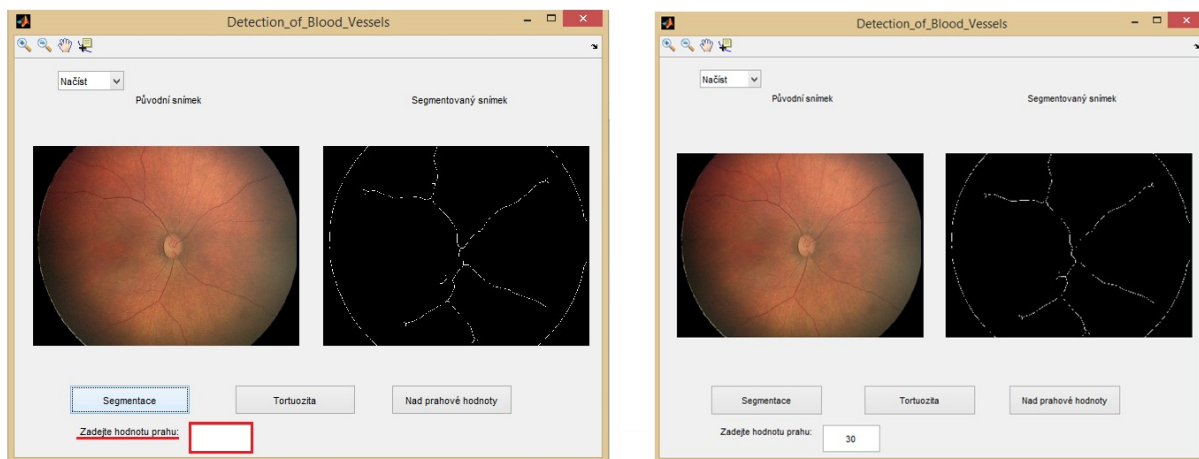 Detection_of_Blood_Vessels
Načíst
Původní snímek
Segmentovaný snímek
Segmentace
Tortuozita
Nad prahové hodnoty
Zadejte hodnotu prahu:
Detection_of_Blood_Vessels
Načíst
Původní snímek
Segmentovaný snímek
Segmentace
Tortuozita
Nad prahové hodnoty
Zadejte hodnotu prahu:
30